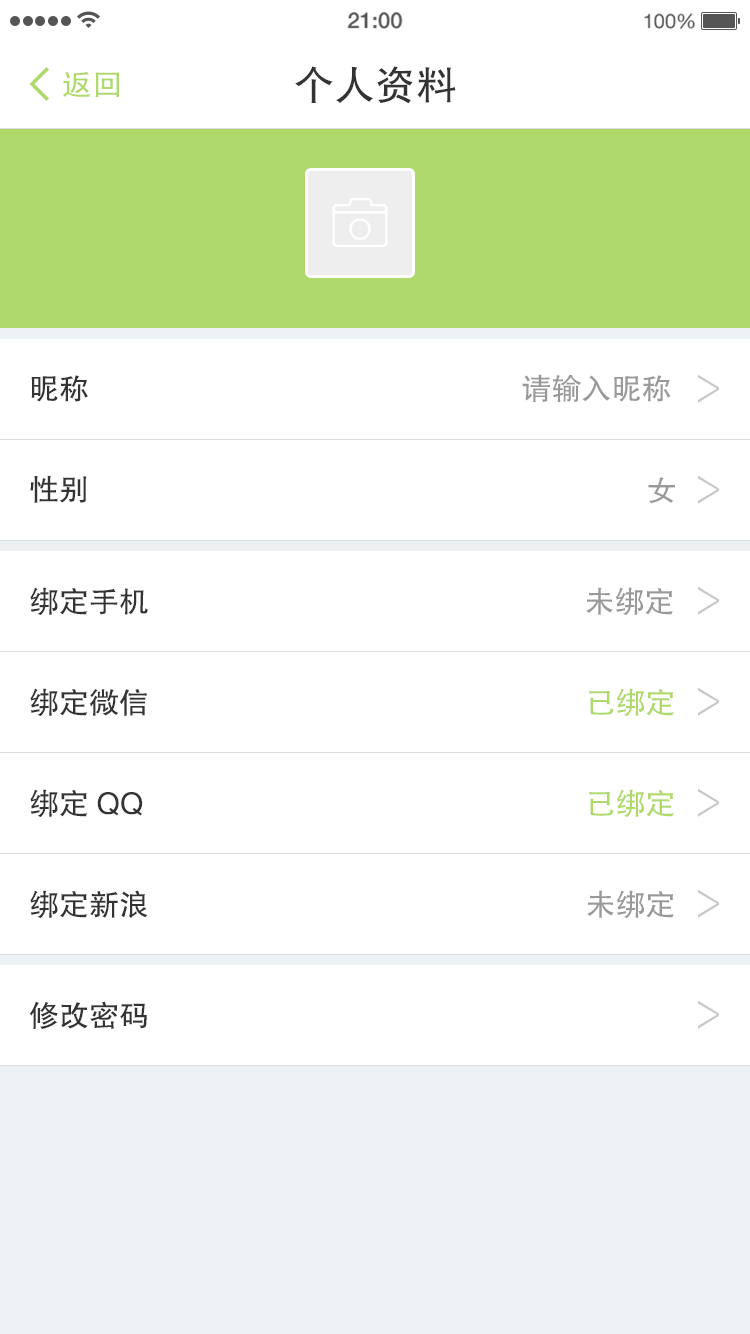 21:00 100%
返回 个人资料
昵称 请输入昵称
性别 女
绑定手机 未绑定
绑定微信 已绑定
绑定 QQ 已绑定
绑定新浪 未绑定
修改密码